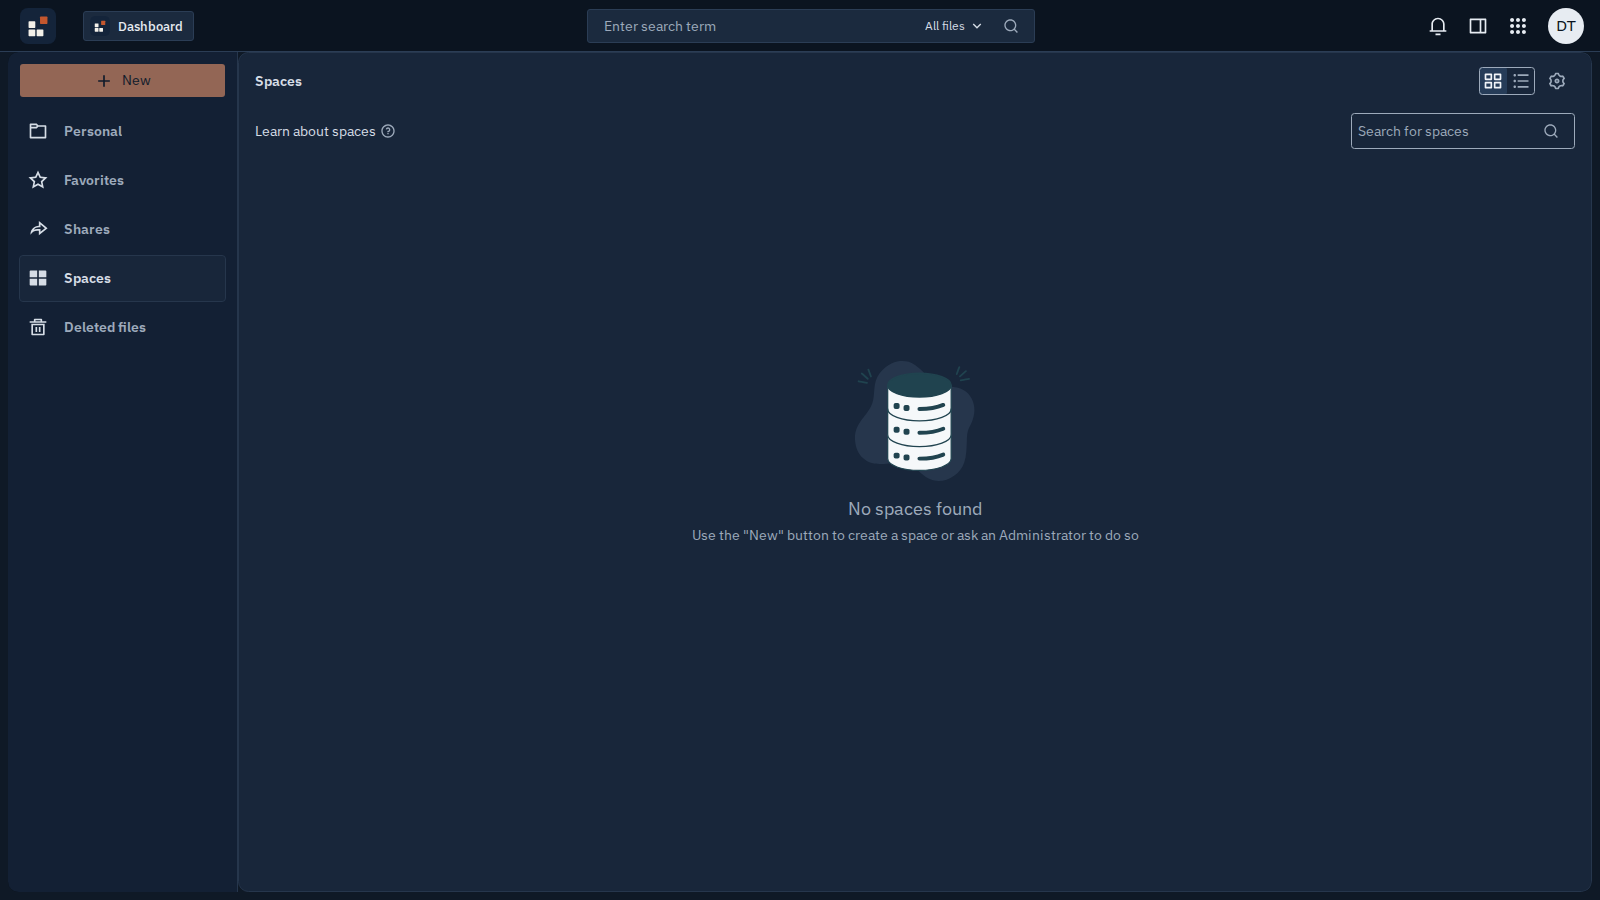 Dashboard
Enter search term
All files
DT
New
Personal
Favorites
Shares
Spaces
Deleted files
Spaces
Learn about spaces
Search for spaces
No spaces found
Use the "New" button to create a space or ask an Administrator to do so